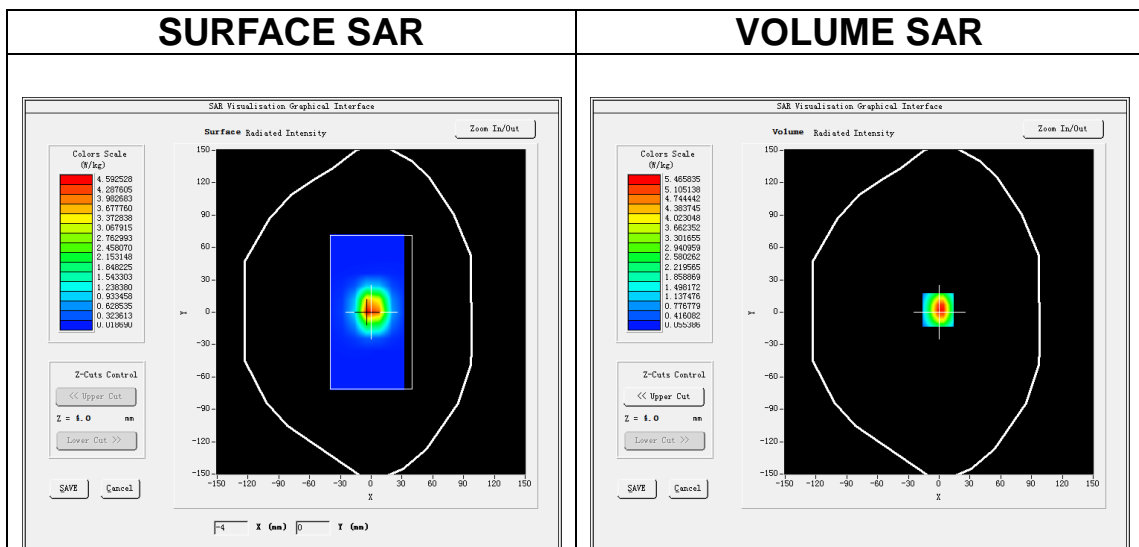 SURFACE SAR
VOLUME SAR
SAR Visualisation Graphical Interface
Surface Radiated Intensity
Zoom In/Out
Colors Scale
(W/kg)
4.592528
4.287605
3.982683
3.677760
3.372838
3.067915
2.762993
2.458070
2.153148
1.848225
1.543303
1.238380
0.933458
0.628535
0.323613
0.018690
Z-Cuts Control
<< Upper Cut
Z = 4.0 mm
Lower Cut >>
SAVE
Cancel
150
120
90
60
30
0
-30
-60
-90
-120
-150
Y
-150 -120 -90 -60 -30 0 30 60 90 120 150
X
-4 X (mm) 0 Y (mm)
SAR Visualisation Graphical Interface
Volume Radiated Intensity
Zoom In/Out
Colors Scale
(W/kg)
5.465835
5.105138
4.744442
4.383745
4.023048
3.662352
3.301655
2.940959
2.580262
2.219565
1.858869
1.498172
1.137476
0.776779
0.416082
0.055386
Z-Cuts Control
<< Upper Cut
Z = 4.0 mm
Lower Cut >>
SAVE
Cancel
150
120
90
60
30
0
-30
-60
-90
-120
-150
Y
-150 -120 -90 -60 -30 0 30 60 90 120 150
X